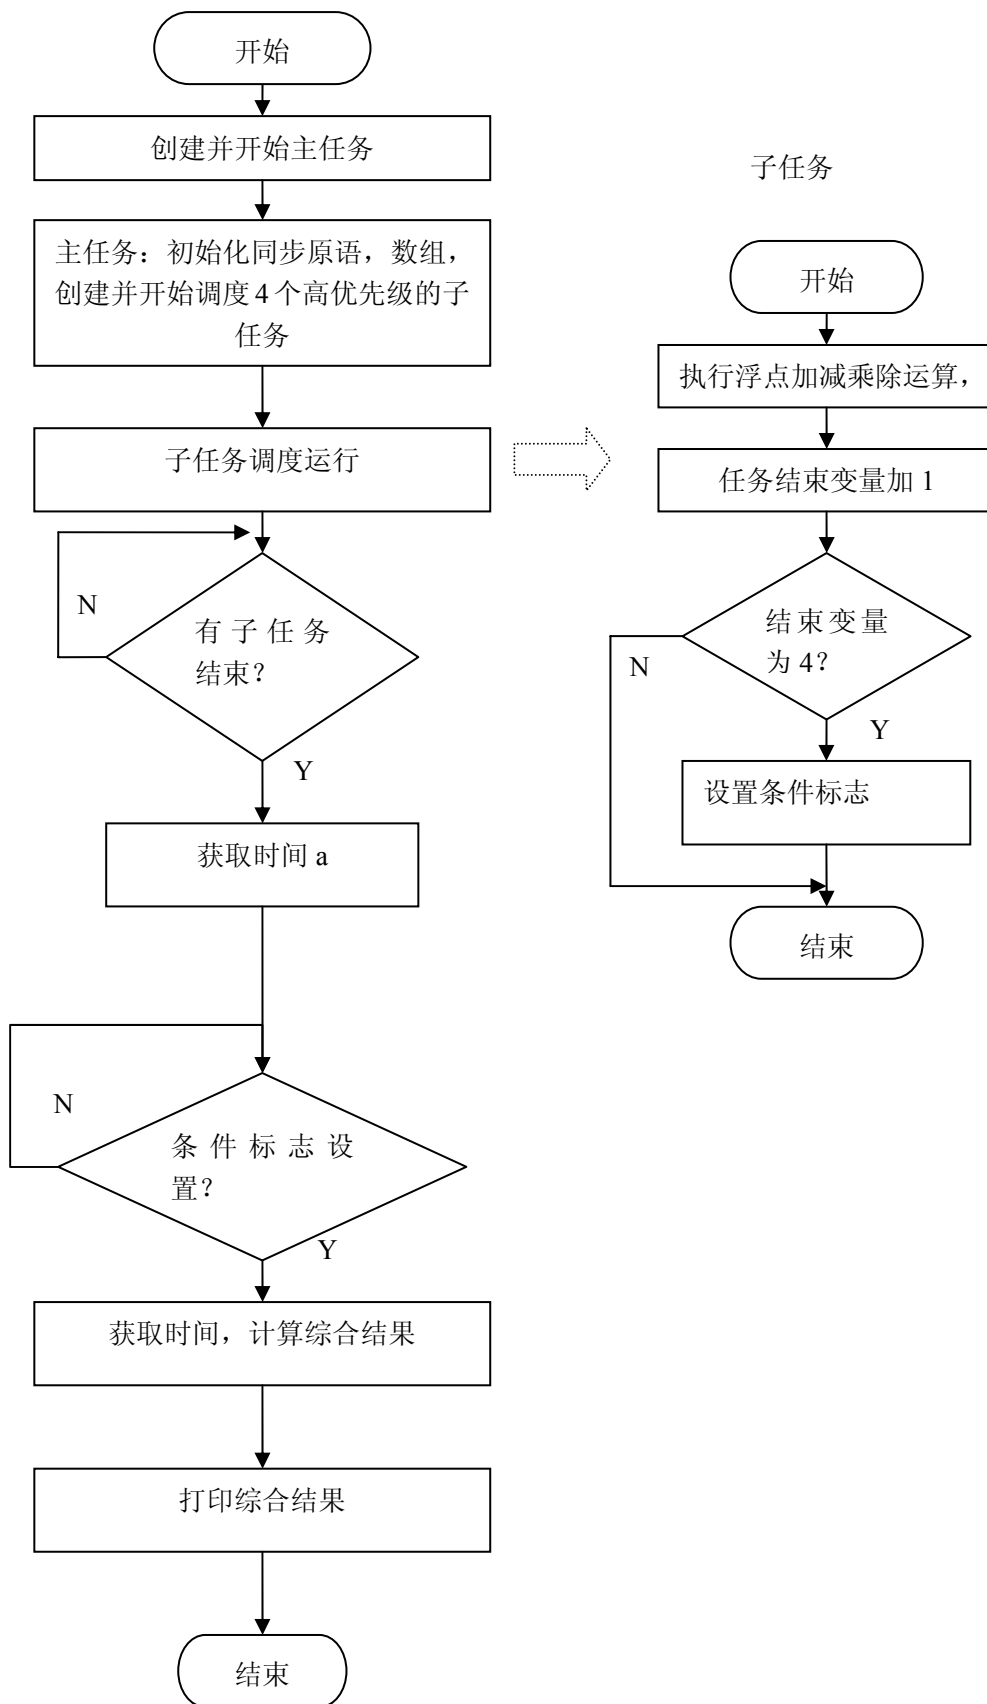 开始
创建并开始主任务
主任务：初始化同步原语，数组，
创建并开始调度 4 个高优先级的子
任务
子任务调度运行
N
有子任务
结束？
Y
获取时间 a
N
条件标志设
置？
Y
获取时间，计算综合结果
打印综合结果
结束
子任务
开始
执行浮点加减乘除运算，
任务结束变量加 1
结束变量
为 4？
N
Y
设置条件标志
结束